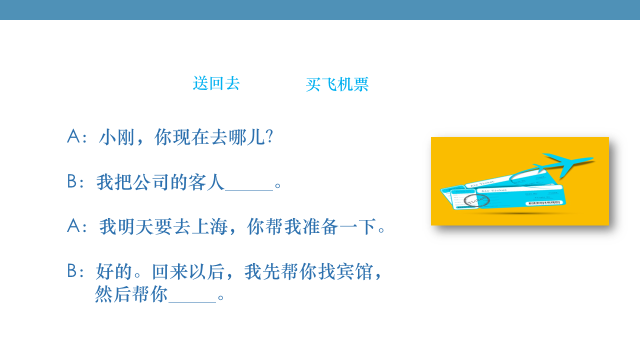 送回去 买飞机票
A：小刚，你现在去哪儿？
B：我把公司的客人_____。
A：我明天要去上海，你帮我准备一下。
B：好的。回来以后，我先帮你找宾馆，
然后帮你_____。